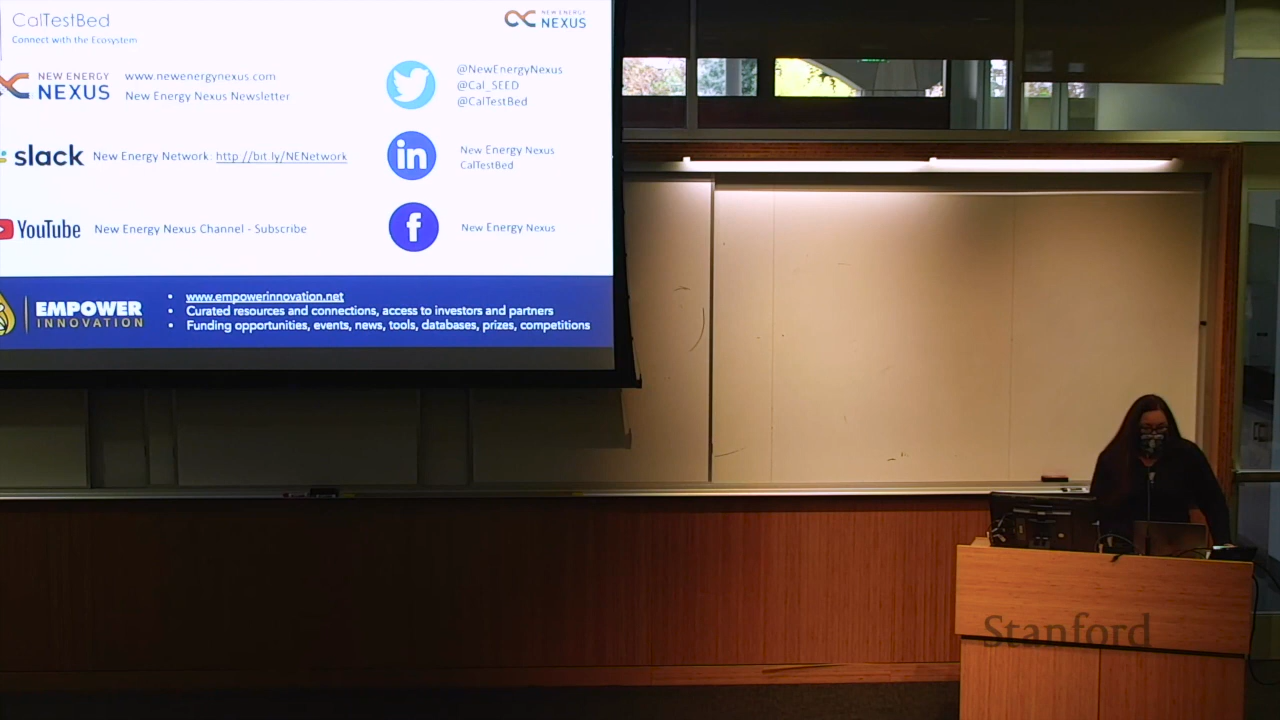 CalTestBed
Connect with the Ecosystem
NEW ENERGY
NEXUS
NEW ENERGY
NEXUS
www.newenergynexus.com
New Energy Nexus Newsletter
@NewEnergyNexus
@Cal_SEED
@CalTestBed
slack
New Energy Network: http://bit.ly/NENetwork
in
New Energy Nexus
CalTestBed
YouTube
New Energy Nexus Channel - Subscribe
f
New Energy Nexus
EMPOWER
INNOVATION
• www.empowerinnovation.net
• Curated resources and connections, access to investors and partners
• Funding opportunities, events, news, tools, databases, prizes, competitions
Stanford